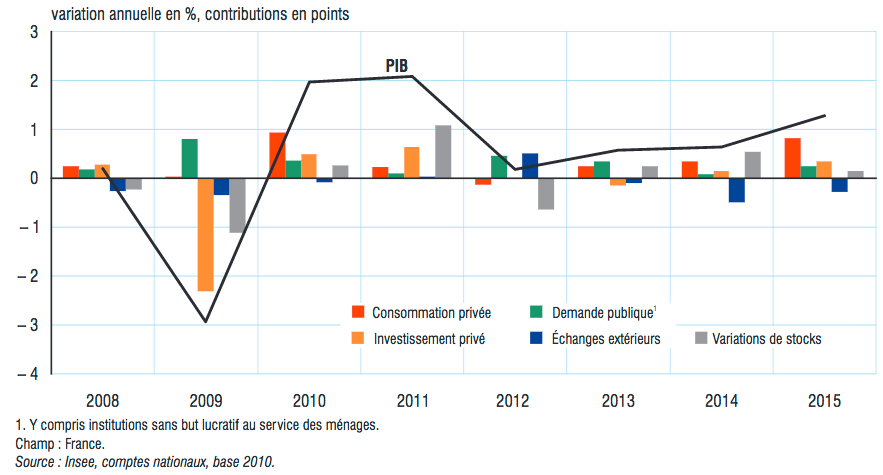 variation annuelle en %, contributions en points
3
2
1
0
– 1
– 2
– 3
– 4
PIB
Consommation privée
Demande publique¹
Investissement privé
Échanges extérieurs
Variations de stocks
2008 2009 2010 2011 2012 2013 2014 2015
1. Y compris institutions sans but lucratif au service des ménages.
Champ : France.
Source : Insee, comptes nationaux, base 2010.